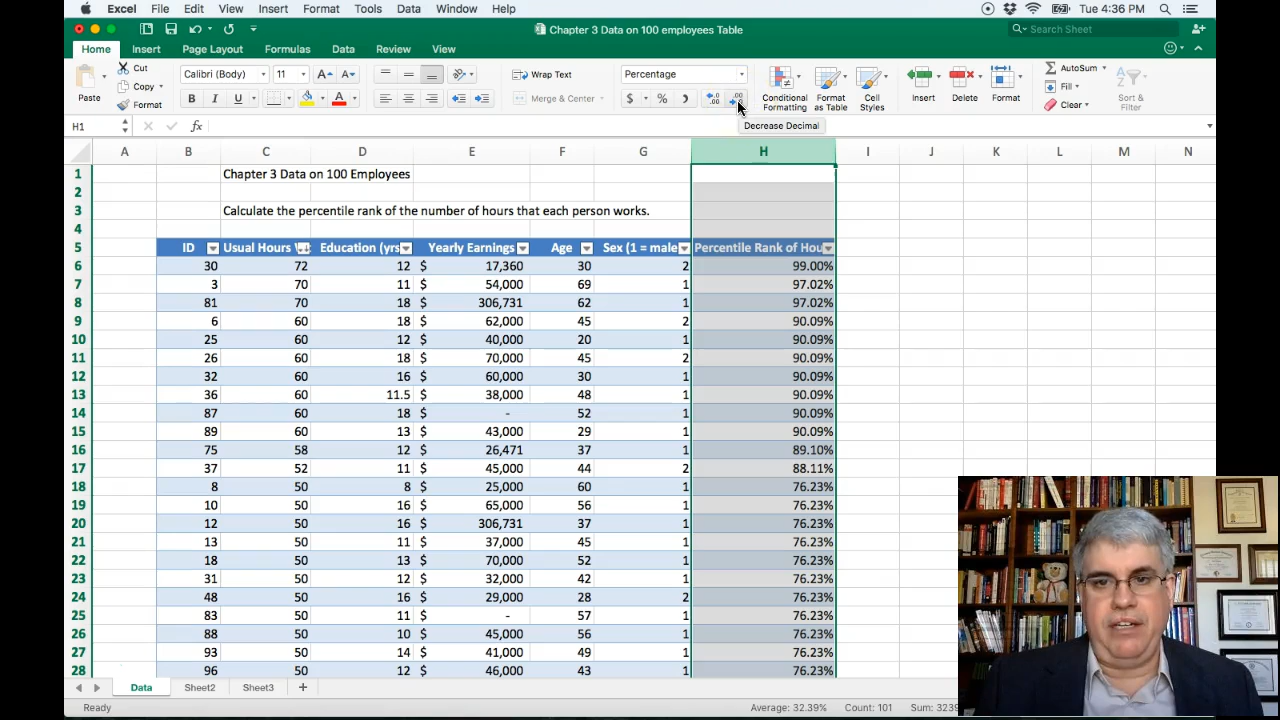 Excel File Edit View Insert Format Tools Data Window Help Tue 4:36 PM
Chapter 3 Data on 100 employees Table
Search Sheet
Home Insert Page Layout Formulas Data Review View
Paste Cut Copy Format
Calibri (Body) 11
B I U A
Wrap Text
Merge & Center
Percentage
$ %
Conditional Formatting
Format as Table
Cell Styles
Insert Delete Format
AutoSum
Fill
Clear
Sort & Filter
Decrease Decimal
H1 fx
A B C D E F G H I J K L M N
1 Chapter 3 Data on 100 Employees
2
3 Calculate the percentile rank of the number of hours that each person works.
4
5 ID Usual Hours Education (yrs Yearly Earnings Age Sex (1 = male Percentile Rank of Hou
6 30 72 12 $ 17,360 30 2 99.00%
7 3 70 11 $ 54,000 69 1 97.02%
8 81 70 18 $ 306,731 62 1 97.02%
9 6 60 18 $ 62,000 45 2 90.09%
10 25 60 12 $ 40,000 20 1 90.09%
11 26 60 18 $ 70,000 45 2 90.09%
12 32 60 16 $ 60,000 30 1 90.09%
13 36 60 11.5 $ 38,000 48 1 90.09%
14 87 60 18 $ - 52 1 90.09%
15 89 60 13 $ 43,000 29 1 90.09%
16 75 58 12 $ 26,471 37 1 89.10%
17 37 52 11 $ 45,000 44 2 88.11%
18 8 50 8 $ 25,000 60 1 76.23%
19 10 50 16 $ 65,000 56 1 76.23%
20 12 50 16 $ 306,731 37 1 76.23%
21 13 50 11 $ 37,000 45 1 76.23%
22 18 50 13 $ 70,000 52 1 76.23%
23 31 50 12 $ 32,000 42 1 76.23%
24 48 50 16 $ 29,000 28 2 76.23%
25 83 50 11 $ - 57 1 76.23%
26 88 50 10 $ 45,000 56 1 76.23%
27 93 50 14 $ 41,000 49 1 76.23%
28 96 50 12 $ 46,000 43 1 76.23%
Data Sheet2 Sheet3 +
Ready Average: 32.39% Count: 101 Sum: 3239